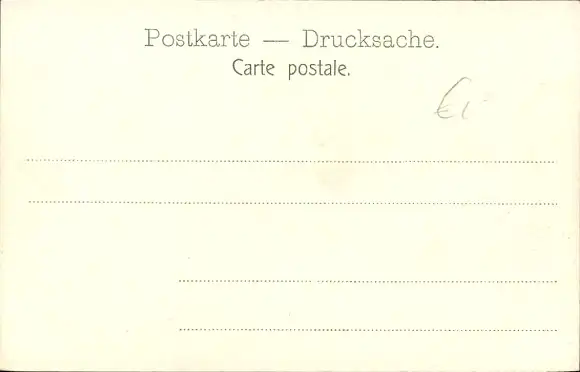 Postkarte — Drucksache.
Carte postale.